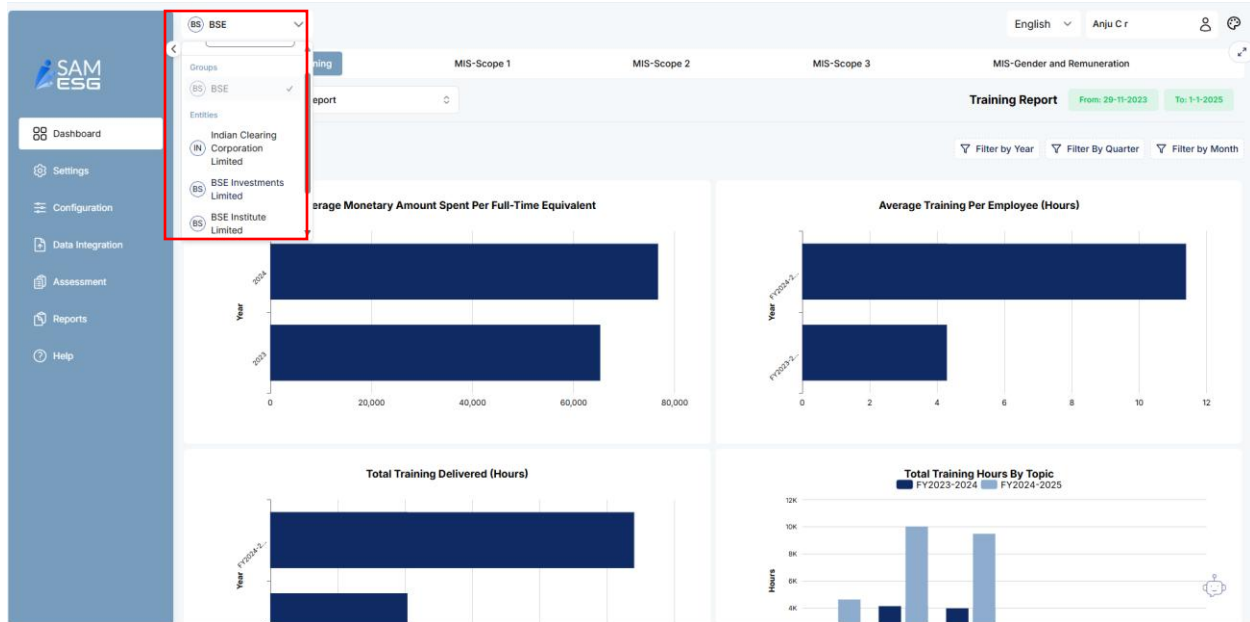 BS BSE
English
Anju C r
SAM
ESG
Groups
BS BSE
Entities
IN Indian Clearing
Corporation
Limited
BS BSE Investments
Limited
BS BSE Institute
Limited
MIS-Scope 1
MIS-Scope 2
MIS-Scope 3
MIS-Gender and Remuneration
Training Report
From: 29-11-2023
To: 1-1-2025
Dashboard
Settings
Configuration
Data Integration
Assessment
Reports
Help
Filter by Year
Filter By Quarter
Filter by Month
Monetary Amount Spent Per Full-Time Equivalent
Year
2024
2023
0 20,000 40,000 60,000 80,000
Average Training Per Employee (Hours)
Year
FY2024-2...
FY2023-2...
0 2 4 6 8 10 12
Total Training Delivered (Hours)
Year
FY2024-2...
Total Training Hours By Topic
FY2023-2024 FY2024-2025
Hours
12K
10K
8K
6K
4K